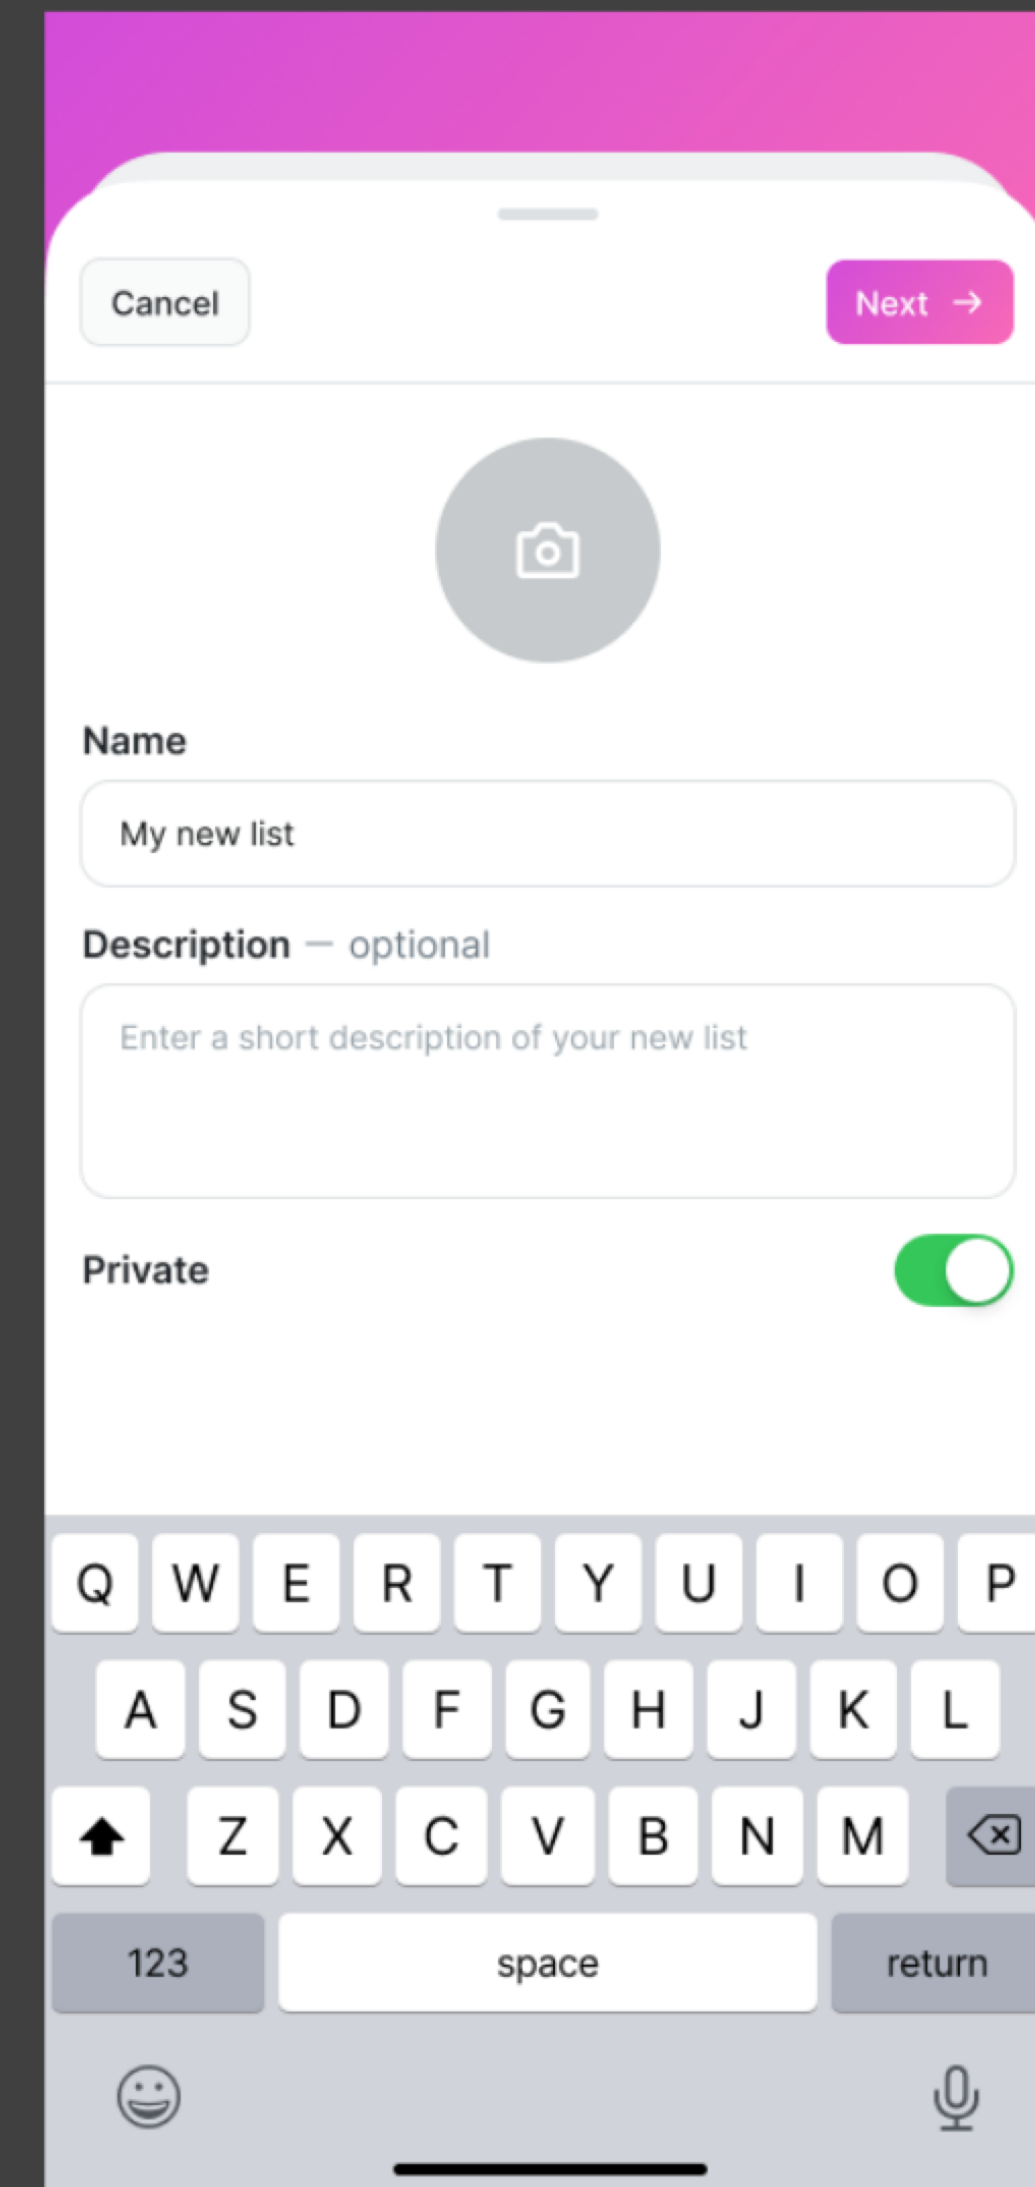 Cancel
Next →
Name
My new list
Description — optional
Enter a short description of your new list
Private
Q W E R T Y U I O P
A S D F G H J K L
Z X C V B N M
123 space return